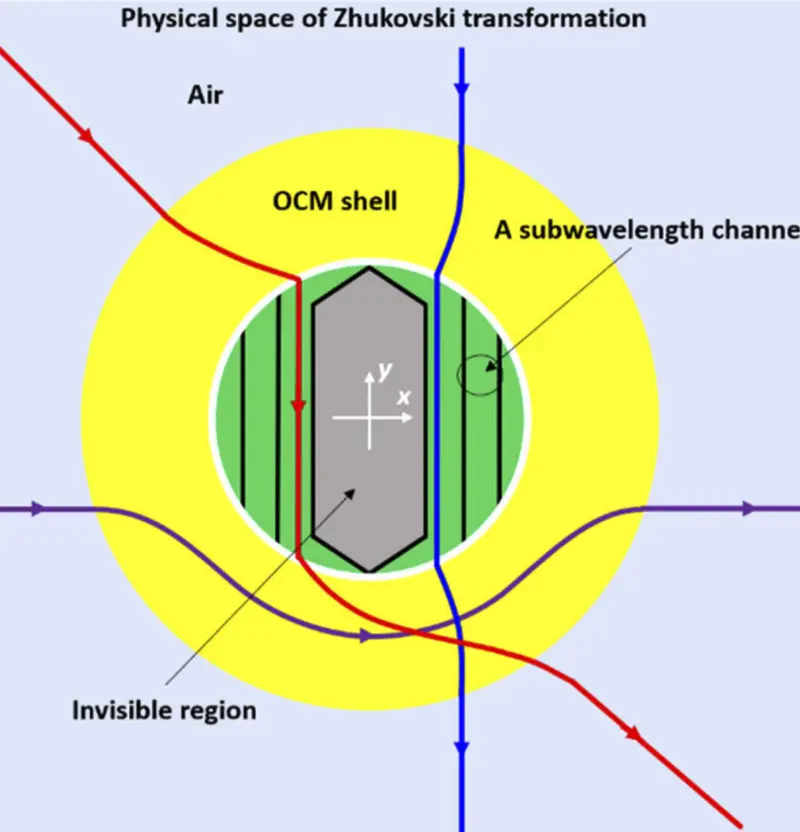 Physical space of Zhukovski transformation
Air
OCM shell
A subwavelength channe
y
x
Invisible region